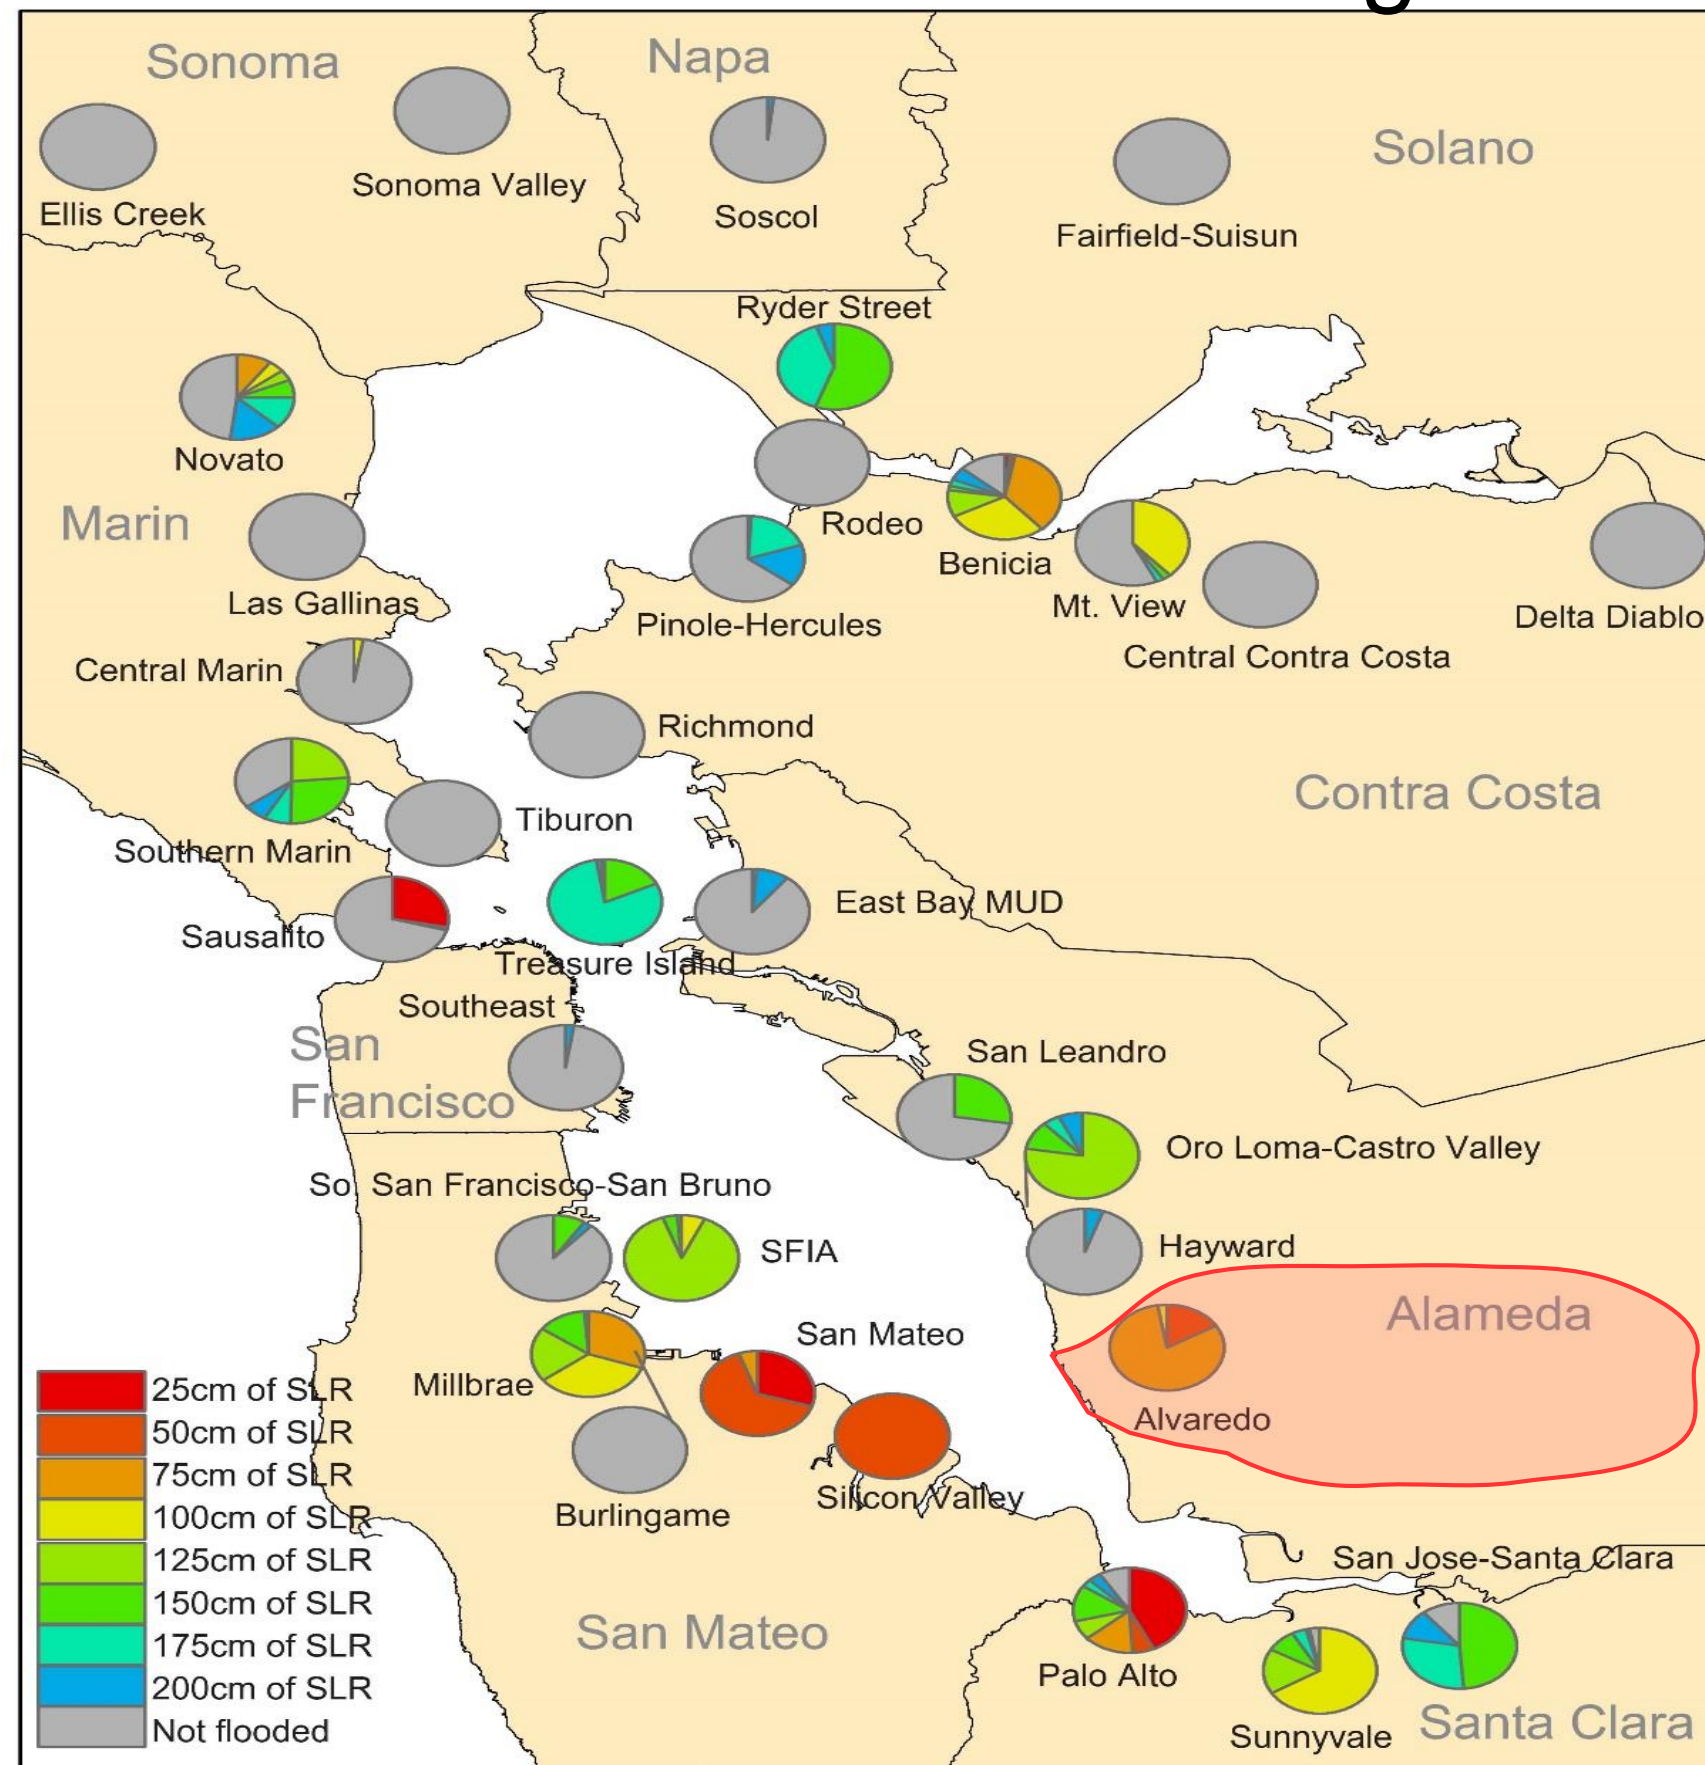 Sonoma
Napa
Solano
Ellis Creek
Sonoma Valley
Soscol
Fairfield-Suisun
Ryder Street
Novato
Marin
Rodeo
Benicia
Las Gallinas
Pinole-Hercules
Mt. View
Delta Diablo
Central Marin
Central Contra Costa
Richmond
Contra Costa
Tiburon
Southern Marin
East Bay MUD
Sausalito
Treasure Island
Southeast
San
Francisco
San Leandro
Oro Loma-Castro Valley
So. San Francisco-San Bruno
SFIA
Hayward
Alameda
San Mateo
Millbrae
Alvaredo
Silicon Valley
Burlingame
25cm of SLR
50cm of SLR
75cm of SLR
100cm of SLR
125cm of SLR
150cm of SLR
175cm of SLR
200cm of SLR
Not flooded
San Jose-Santa Clara
San Mateo
Palo Alto
Sunnyvale
Santa Clara